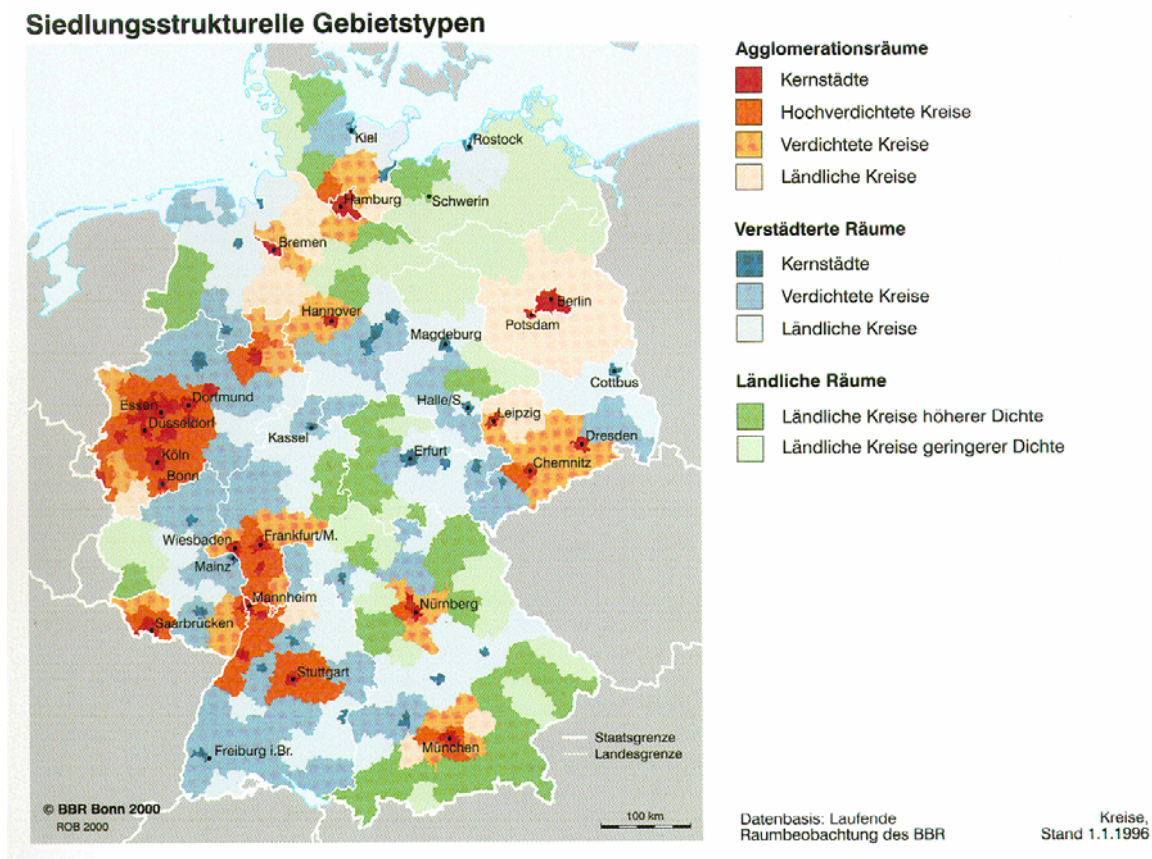 Siedlungsstrukturelle Gebietstypen
Agglomerationsräume
Kernstädte
Hochverdichtete Kreise
Verdichtete Kreise
Ländliche Kreise
Verstädterte Räume
Kernstädte
Verdichtete Kreise
Ländliche Kreise
Ländliche Räume
Ländliche Kreise höherer Dichte
Ländliche Kreise geringerer Dichte
Kiel
Rostock
Hamburg
Schwerin
Bremen
Hannover
Berlin
Potsdam
Magdeburg
Cottbus
Essen
Dortmund
Düsseldorf
Halle/S.
Leipzig
Kassel
Dresden
Köln
Erfurt
Chemnitz
Bonn
Wiesbaden
Frankfurt/M.
Mainz
Mannheim
Nürnberg
Saarbrücken
Stuttgart
München
Freiburg i.Br.
Staatsgrenze
Landesgrenze
© BBR Bonn 2000
ROB 2000
100 km
Datenbasis: Laufende
Raumbeobachtung des BBR
Kreise,
Stand 1.1.1996